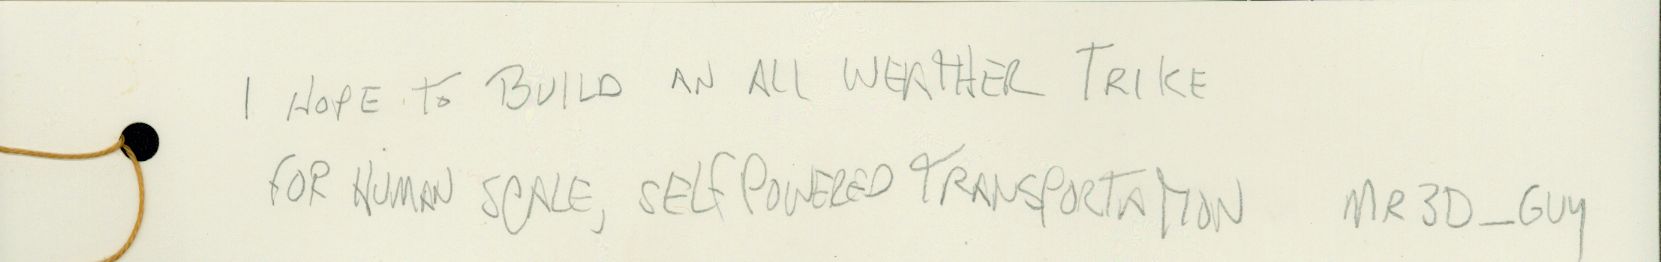 I HOPE TO BUILD AN ALL WEATHER TRIKE
FOR HUMAN SCALE, SELF POWERED TRANSPORTATION MR3D_GUY